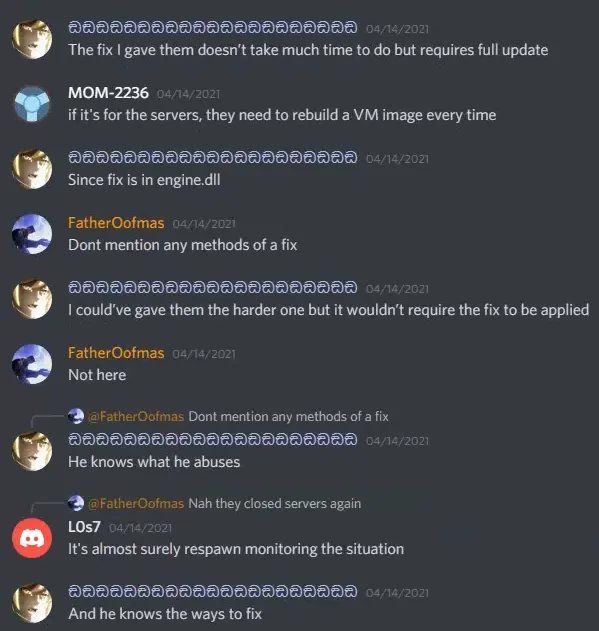 ඞඞඞඞඞඞඞඞඞඞඞඞඞඞඞඞඞඞඞඞඞ 04/14/2021
The fix I gave them doesn't take much time to do but requires full update
MOM-2236 04/14/2021
if it's for the servers, they need to rebuild a VM image every time
ඞඞඞඞඞඞඞඞඞඞඞඞඞඞඞඞඞඞඞඞඞ 04/14/2021
Since fix is in engine.dll
FatherOofmas 04/14/2021
Dont mention any methods of a fix
ඞඞඞඞඞඞඞඞඞඞඞඞඞඞඞඞඞඞඞඞඞ 04/14/2021
I could've gave them the harder one but it wouldn't require the fix to be applied
FatherOofmas 04/14/2021
Not here
@FatherOofmas Dont mention any methods of a fix
ඞඞඞඞඞඞඞඞඞඞඞඞඞඞඞඞඞඞඞඞඞ 04/14/2021
He knows what he abuses
@FatherOofmas Nah they closed servers again
L0s7 04/14/2021
It's almost surely respawn monitoring the situation
ඞඞඞඞඞඞඞඞඞඞඞඞඞඞඞඞඞඞඞඞඞ 04/14/2021
And he knows the ways to fix